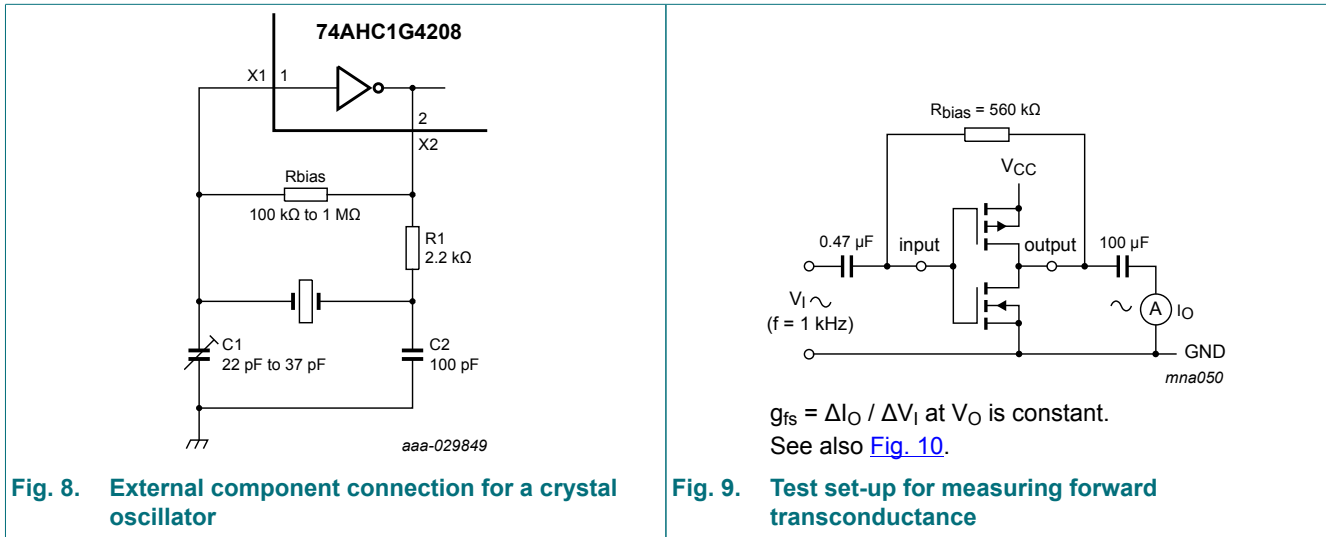 74AHC1G4208
X1
1
2
X2
Rbias
100 kΩ to 1 MΩ
R1
2.2 kΩ
C1
22 pF to 37 pF
C2
100 pF
aaa-029849
Fig. 8. External component connection for a crystal
oscillator
Rbias = 560 kΩ
VCC
0.47 µF
input
output
100 µF
VI
(f = 1 kHz)
A
IO
GND
mna050
gfs = ΔIO / ΔVI at VO is constant.
See also Fig. 10.
Fig. 9. Test set-up for measuring forward
transconductance